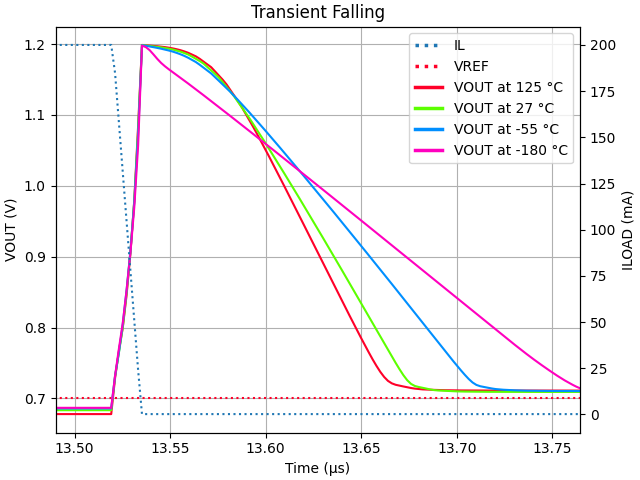 Transient Falling
1.2
1.1
1.0
0.9
0.8
0.7
VOUT (V)
IL
VREF
VOUT at 125 °C
VOUT at 27 °C
VOUT at -55 °C
VOUT at -180 °C
200
175
150
125
100
75
50
25
0
ILOAD (mA)
13.50 13.55 13.60 13.65 13.70 13.75
Time (µs)